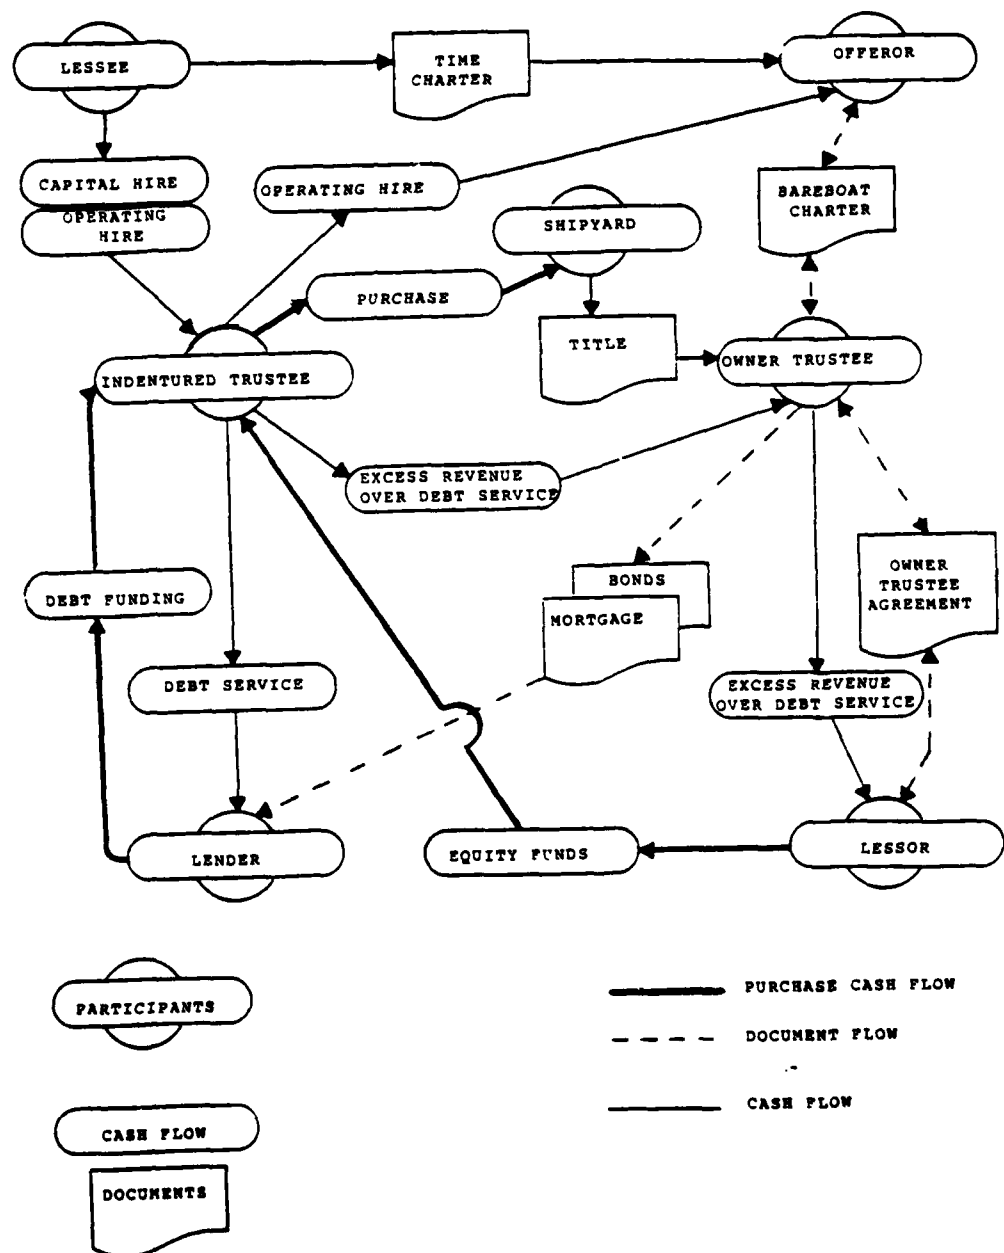 LESSEE
TIME
CHARTER
OFFEROR
CAPITAL HIRE
OPERATING
HIRE
OPERATING HIRE
SHIPYARD
BAREBOAT
CHARTER
PURCHASE
TITLE
INDENTURED TRUSTEE
OWNER TRUSTEE
EXCESS REVENUE
OVER DEBT SERVICE
BONDS
MORTGAGE
OWNER
TRUSTEE
AGREEMENT
DEBT FUNDING
DEBT SERVICE
EXCESS REVENUE
OVER DEBT SERVICE
LENDER
EQUITY FUNDS
LESSOR
PARTICIPANTS
PURCHASE CASH FLOW
DOCUMENT FLOW
CASH FLOW
CASH FLOW
DOCUMENTS